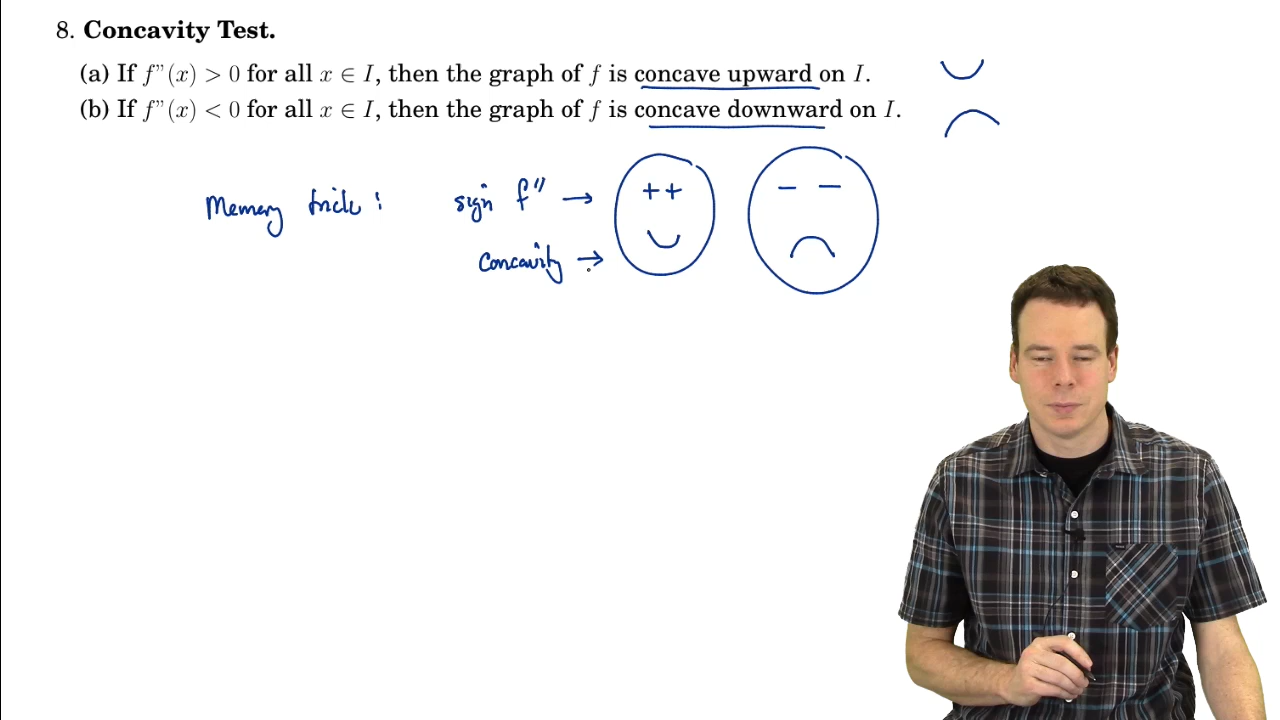 8. Concavity Test.
(a) If f”(x) > 0 for all x ∈ I, then the graph of f is concave upward on I.
(b) If f”(x) < 0 for all x ∈ I, then the graph of f is concave downward on I.
Memory trick: sign f" → ++ − −
Concavity →